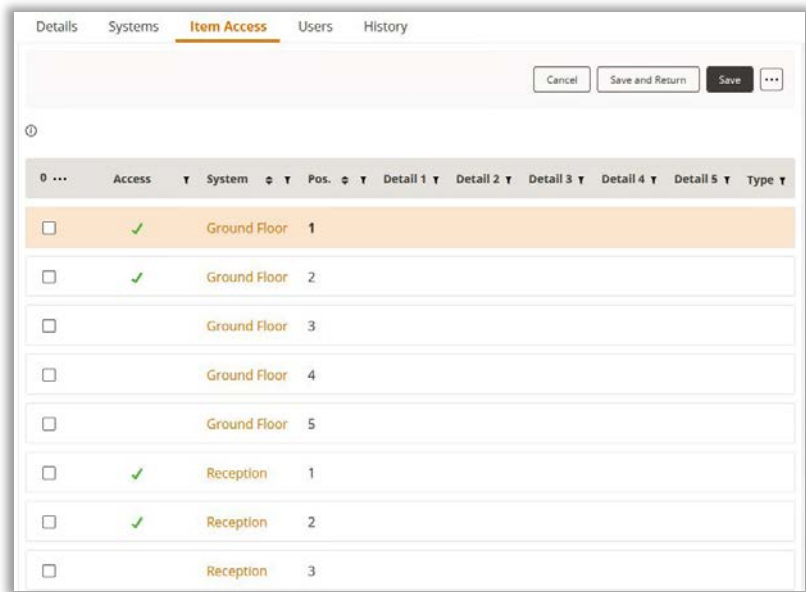 Details Systems Item Access Users History
Cancel Save and Return Save ...
0 ... Access System Pos. Detail 1 Detail 2 Detail 3 Detail 4 Detail 5 Type
Ground Floor 1
Ground Floor 2
Ground Floor 3
Ground Floor 4
Ground Floor 5
Reception 1
Reception 2
Reception 3